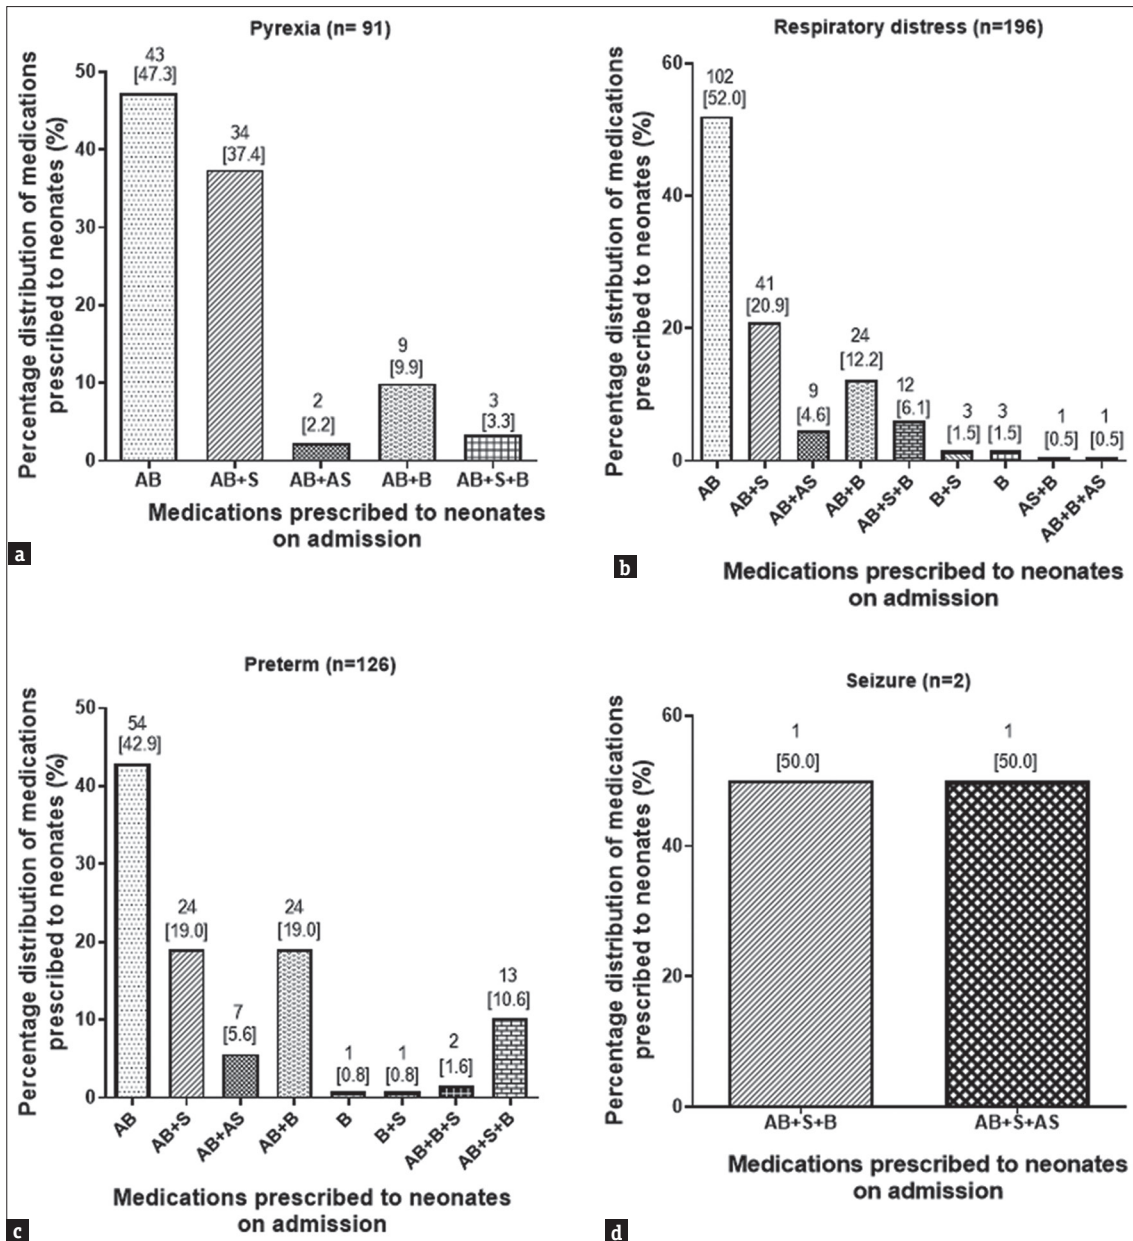 Pyrexia (n= 91)
Percentage distribution of medications
prescribed to neonates (%)
50
40
30
20
10
0
43
[47.3]
34
[37.4]
2
[2.2]
9
[9.9]
3
[3.3]
AB
AB+S
AB+AS
AB+B
AB+S+B
Medications prescribed to neonates
on admission
a
Respiratory distress (n=196)
Percentage distribution of medications
prescribed to neonates (%)
60
40
20
0
102
[52.0]
41
[20.9]
9
[4.6]
24
[12.2]
12
[6.1]
3
[1.5]
3
[1.5]
1
[0.5]
1
[0.5]
AB
AB+S
AB+AS
AB+B
AB+S+B
B+S
B
AS+B
AB+B+AS
Medications prescribed to neonates
on admission
b
Preterm (n=126)
Percentage distribution of medications
prescribed to neonates (%)
50
40
30
20
10
0
54
[42.9]
24
[19.0]
7
[5.6]
24
[19.0]
1
[0.8]
1
[0.8]
2
[1.6]
13
[10.6]
AB
AB+S
AB+AS
AB+B
B
B+S
AB+B+S
AB+S+B
Medications prescribed to neonates
on admission
c
Seizure (n=2)
Percentage distribution of medications
prescribed to neonates (%)
60
40
20
0
1
[50.0]
1
[50.0]
AB+S+B
AB+S+AS
Medications prescribed to neonates
on admission
d